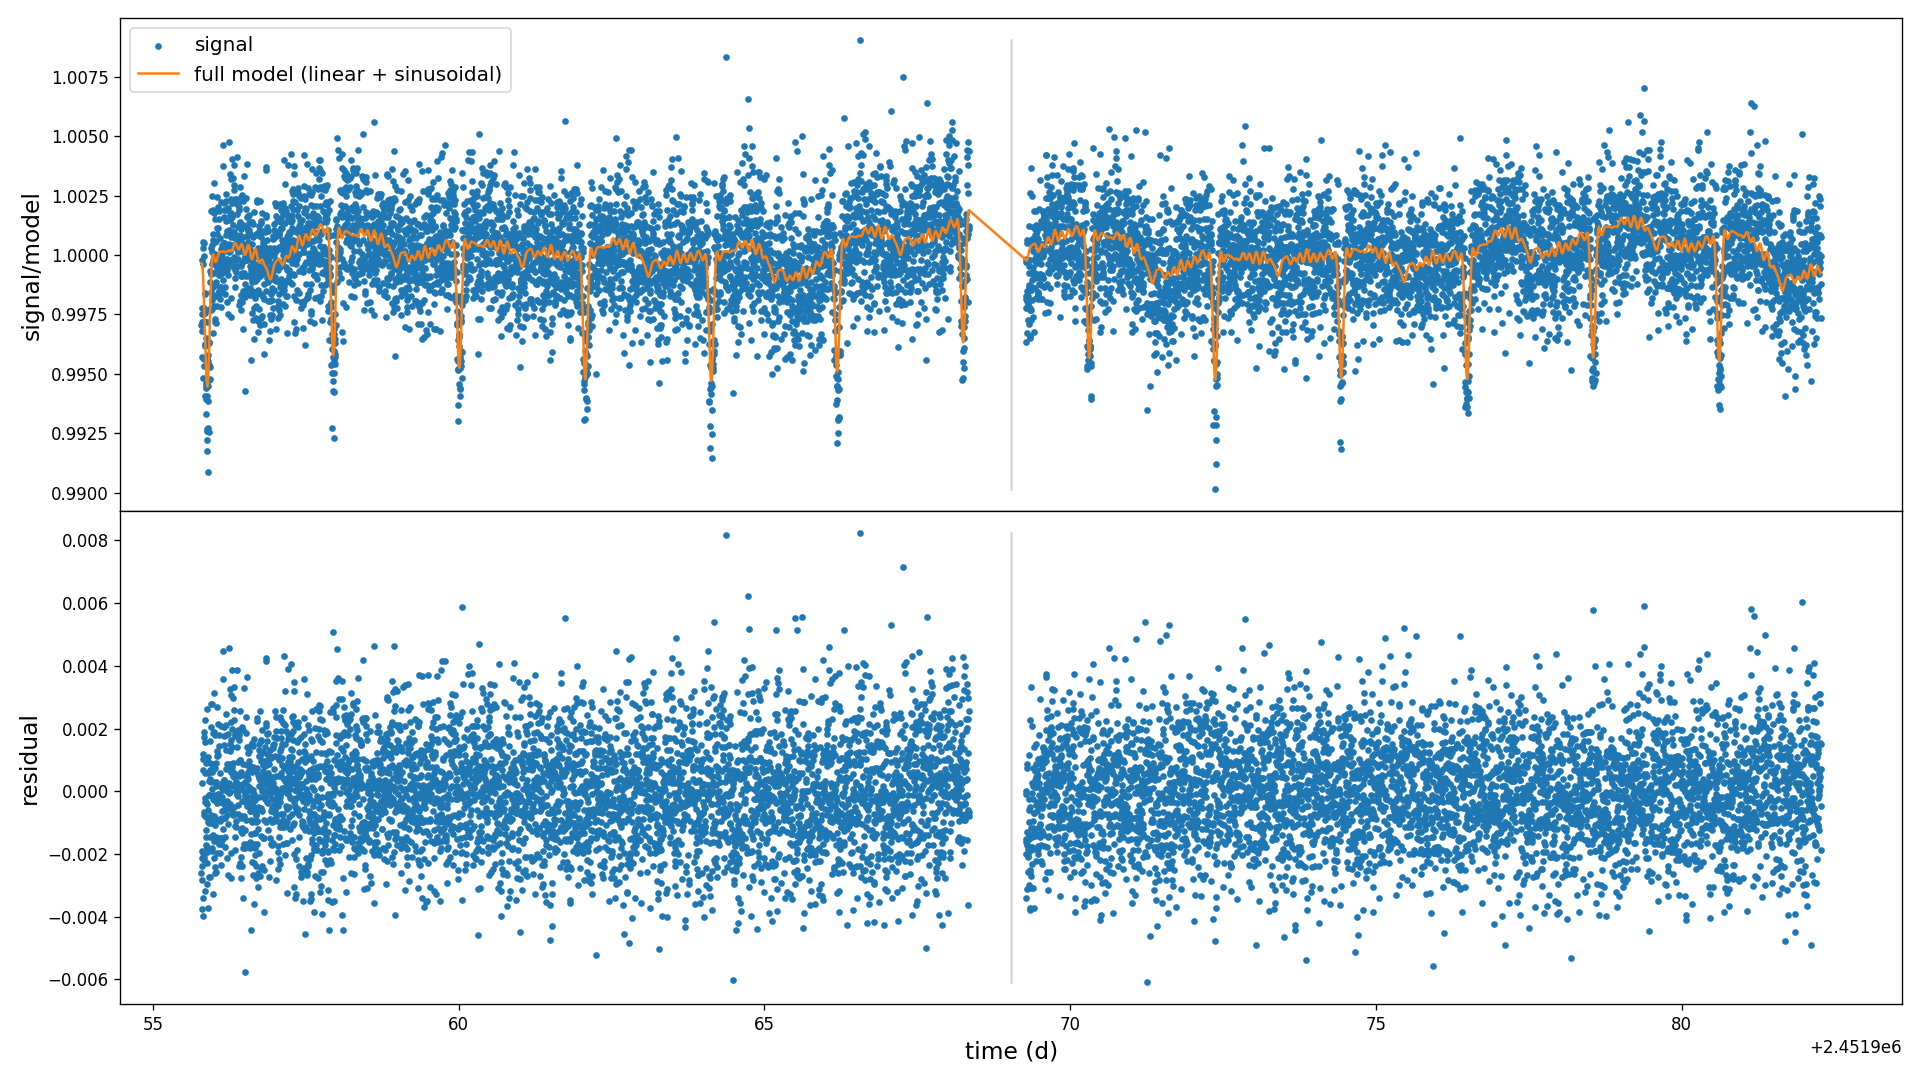 signal
full model (linear + sinusoidal)
signal/model
1.0075
1.0050
1.0025
1.0000
0.9975
0.9950
0.9925
0.9900
residual
0.008
0.006
0.004
0.002
0.000
−0.002
−0.004
−0.006
55 60 65 70 75 80
+2.4519e6
time (d)